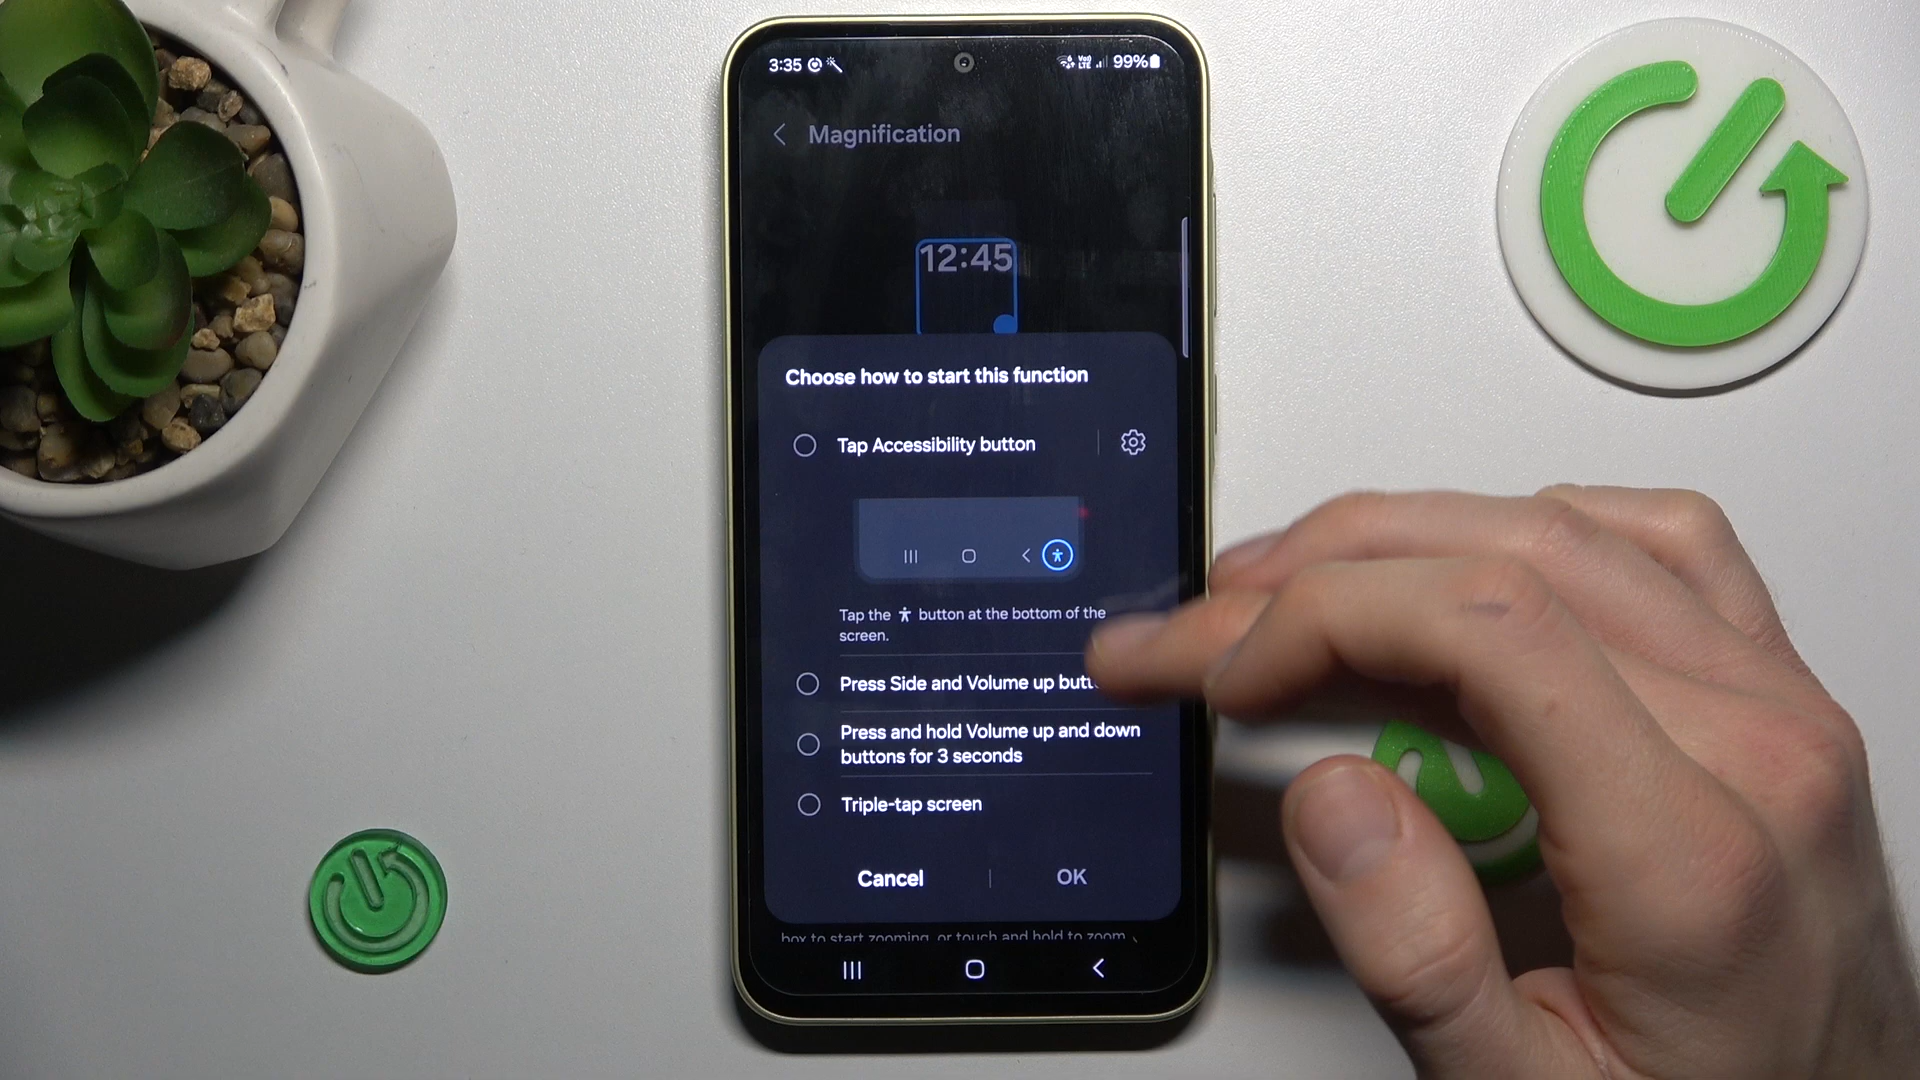 3:35
Vo)
LTE
99%
Magnification
12:45
Choose how to start this function
Tap Accessibility button
Tap the button at the bottom of the
screen.
Press Side and Volume up
Press and hold Volume up and down
buttons for 3 seconds
Triple-tap screen
Cancel
OK
box to start zooming, or touch and hold to zoom